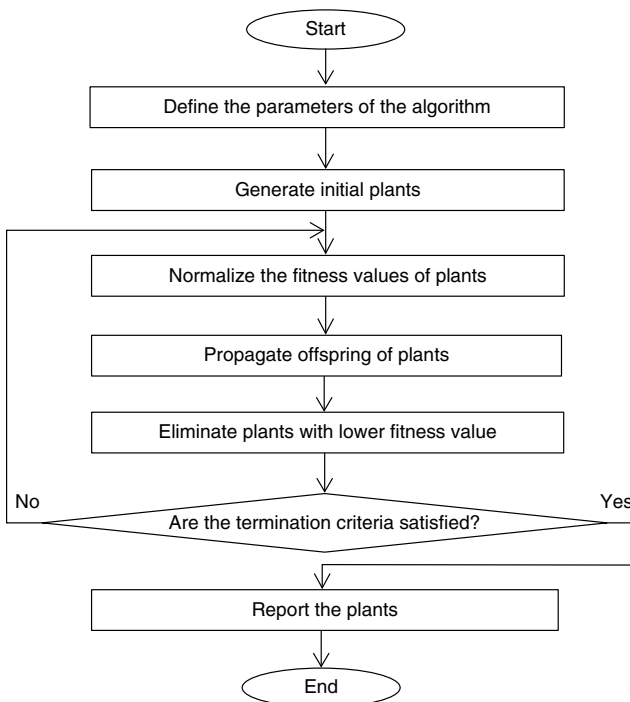 Start
Define the parameters of the algorithm
Generate initial plants
Normalize the fitness values of plants
Propagate offspring of plants
Eliminate plants with lower fitness value
No
Yes
Are the termination criteria satisfied?
Report the plants
End